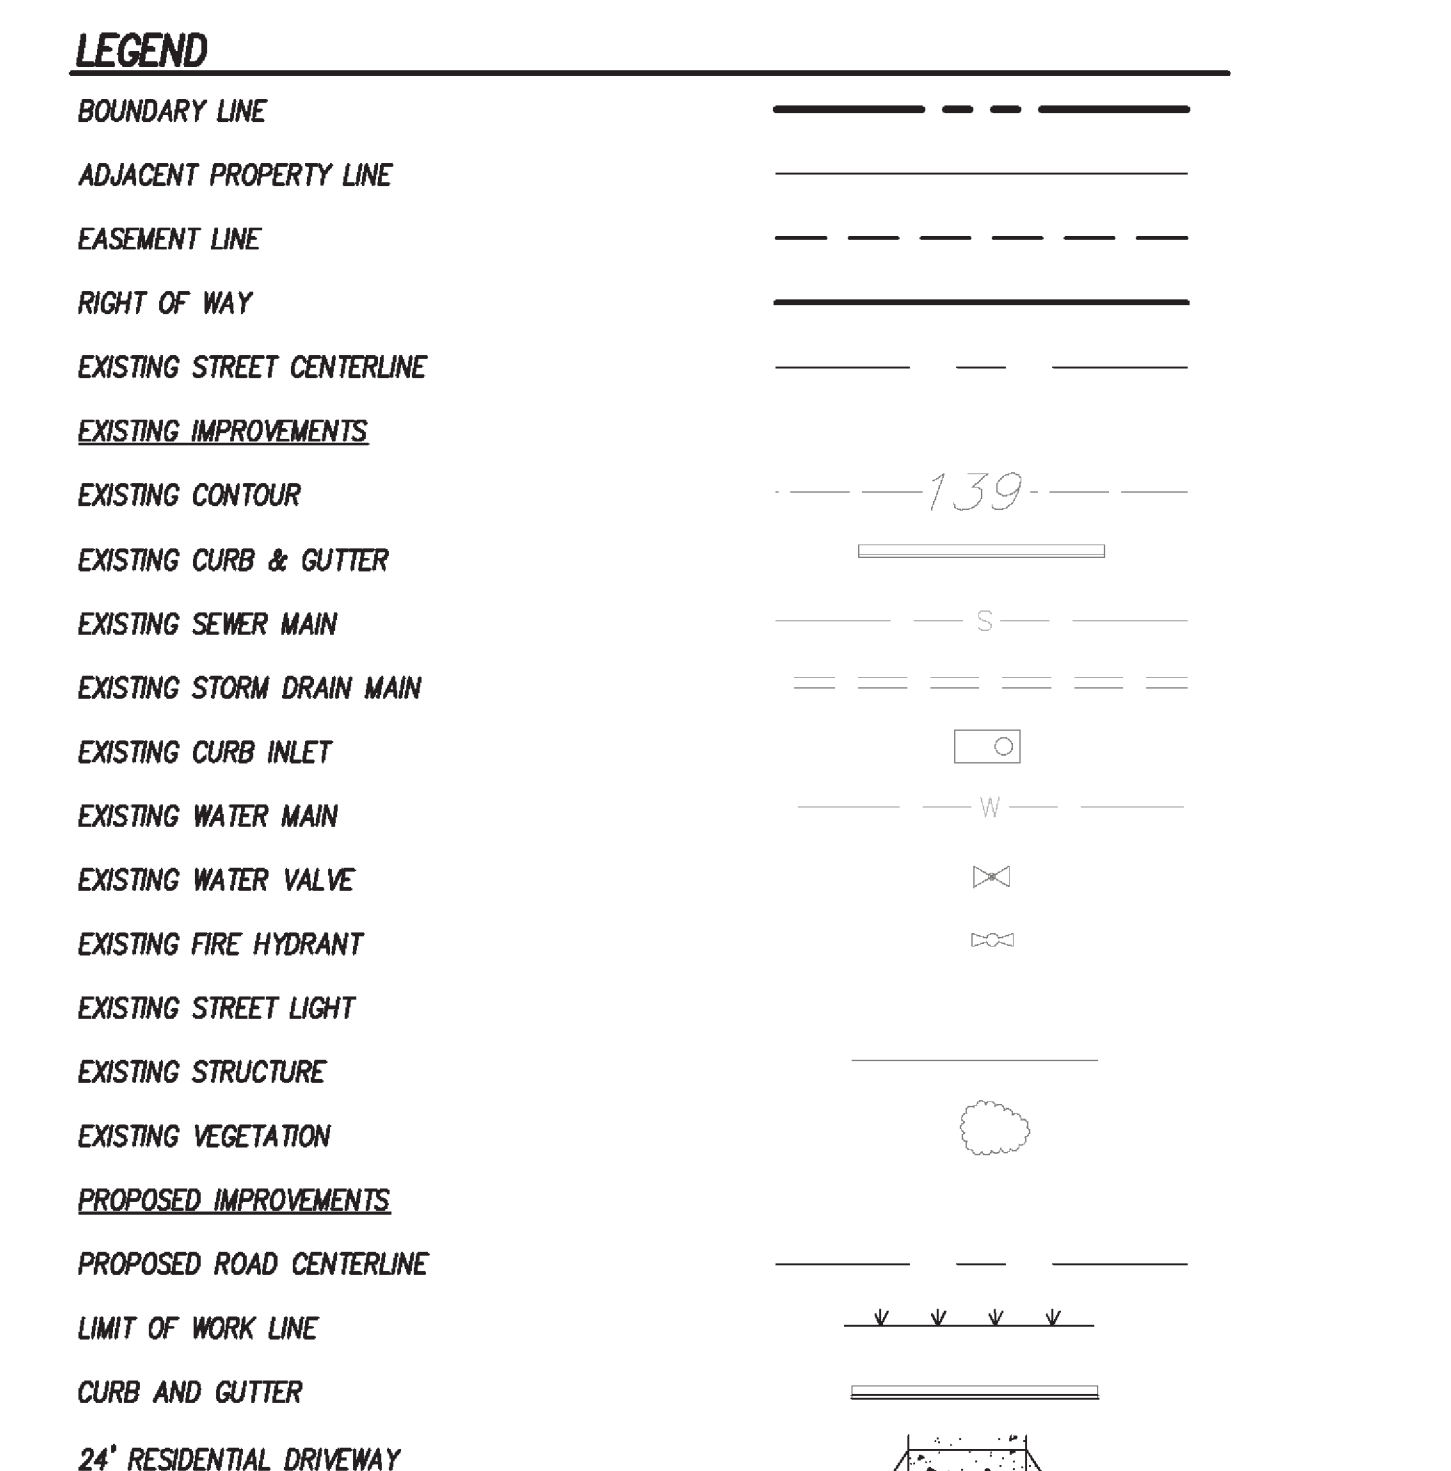 LEGEND
BOUNDARY LINE
ADJACENT PROPERTY LINE
EASEMENT LINE
RIGHT OF WAY
EXISTING STREET CENTERLINE
EXISTING IMPROVEMENTS
EXISTING CONTOUR 139
EXISTING CURB & GUTTER
EXISTING SEWER MAIN S
EXISTING STORM DRAIN MAIN
EXISTING CURB INLET
EXISTING WATER MAIN W
EXISTING WATER VALVE
EXISTING FIRE HYDRANT
EXISTING STREET LIGHT
EXISTING STRUCTURE
EXISTING VEGETATION
PROPOSED IMPROVEMENTS
PROPOSED ROAD CENTERLINE
LIMIT OF WORK LINE
CURB AND GUTTER
24' RESIDENTIAL DRIVEWAY